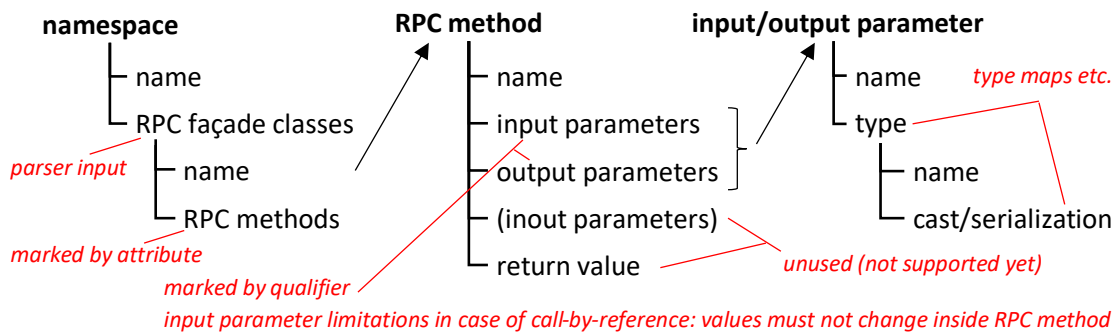 namespace
name
RPC façade classes
parser input
name
RPC methods
marked by attribute
RPC method
name
input parameters
output parameters
(inout parameters)
return value
marked by qualifier
input/output parameter
name
type maps etc.
type
name
cast/serialization
unused (not supported yet)
input parameter limitations in case of call-by-reference: values must not change inside RPC method